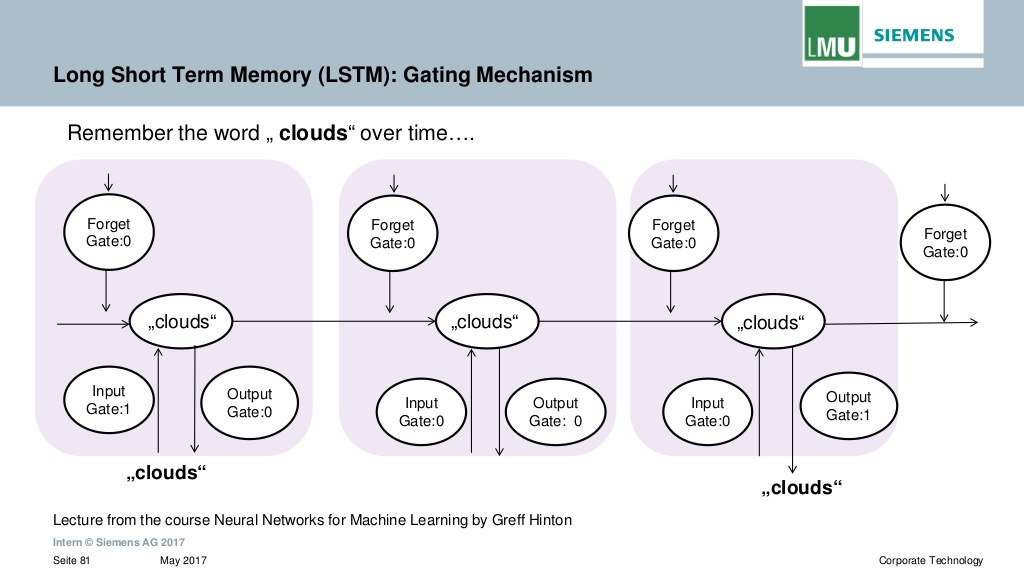 LMU
SIEMENS
Long Short Term Memory (LSTM): Gating Mechanism
Remember the word „ clouds“ over time….
Forget
Gate:0
Forget
Gate:0
Forget
Gate:0
Forget
Gate:0
„clouds“
„clouds“
„clouds“
Input
Gate:1
Output
Gate:0
Input
Gate:0
Output
Gate: 0
Input
Gate:0
Output
Gate:1
„clouds“
„clouds“
Lecture from the course Neural Networks for Machine Learning by Greff Hinton
Intern © Siemens AG 2017
Seite 81
May 2017
Corporate Technology